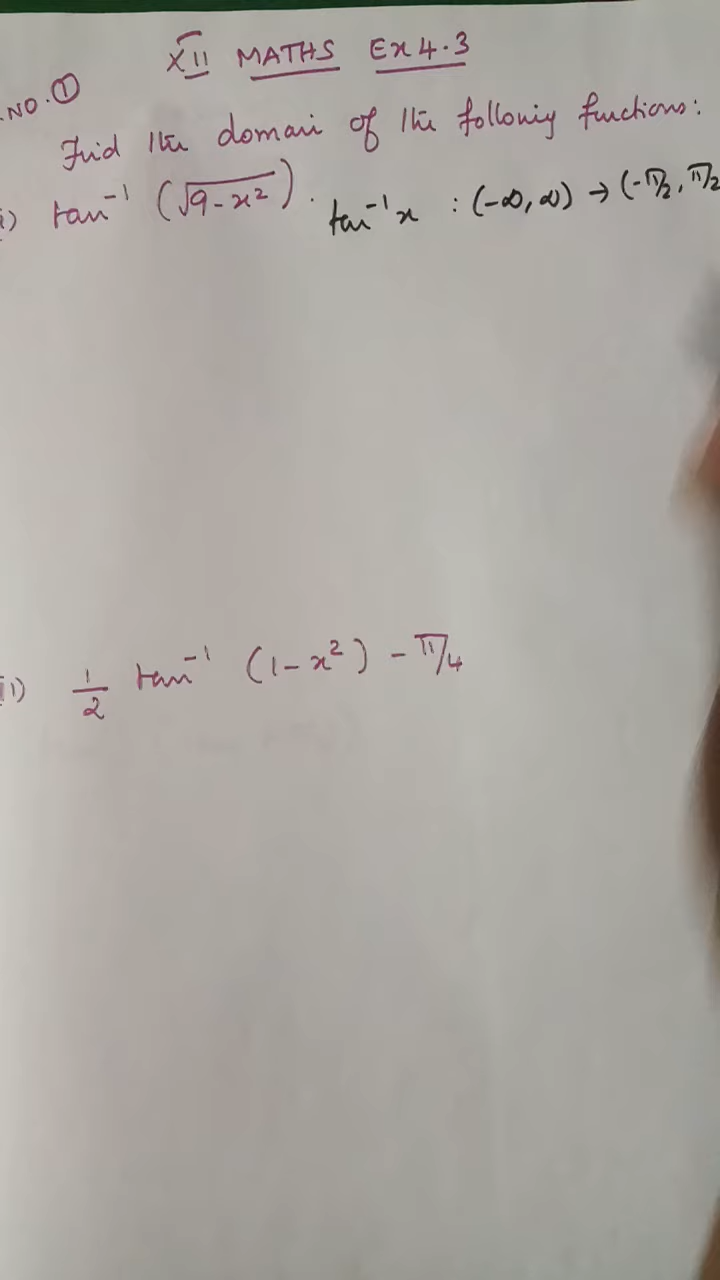 XII MATHS Ex 4.3
.NO. ①
Find the domain of the following functions:
i) tan⁻¹ (√9-x²). tan⁻¹x : (-∞, ∞) → (-π/2, π/2
ii) 1/2 tan⁻¹ (1-x²) - π/4